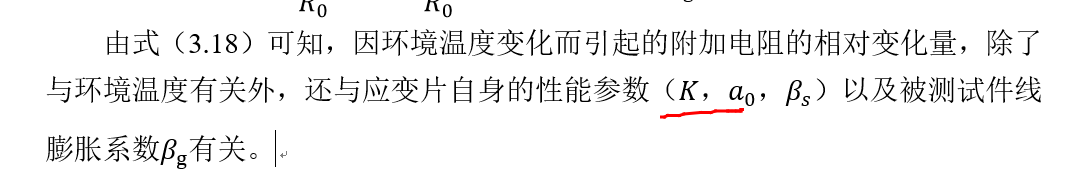 R₀ R₀
由式（3.18）可知，因环境温度变化而引起的附加电阻的相对变化量，除了
与环境温度有关外，还与应变片自身的性能参数（K，a₀，βₛ）以及被测试件线
膨胀系数β_g有关。